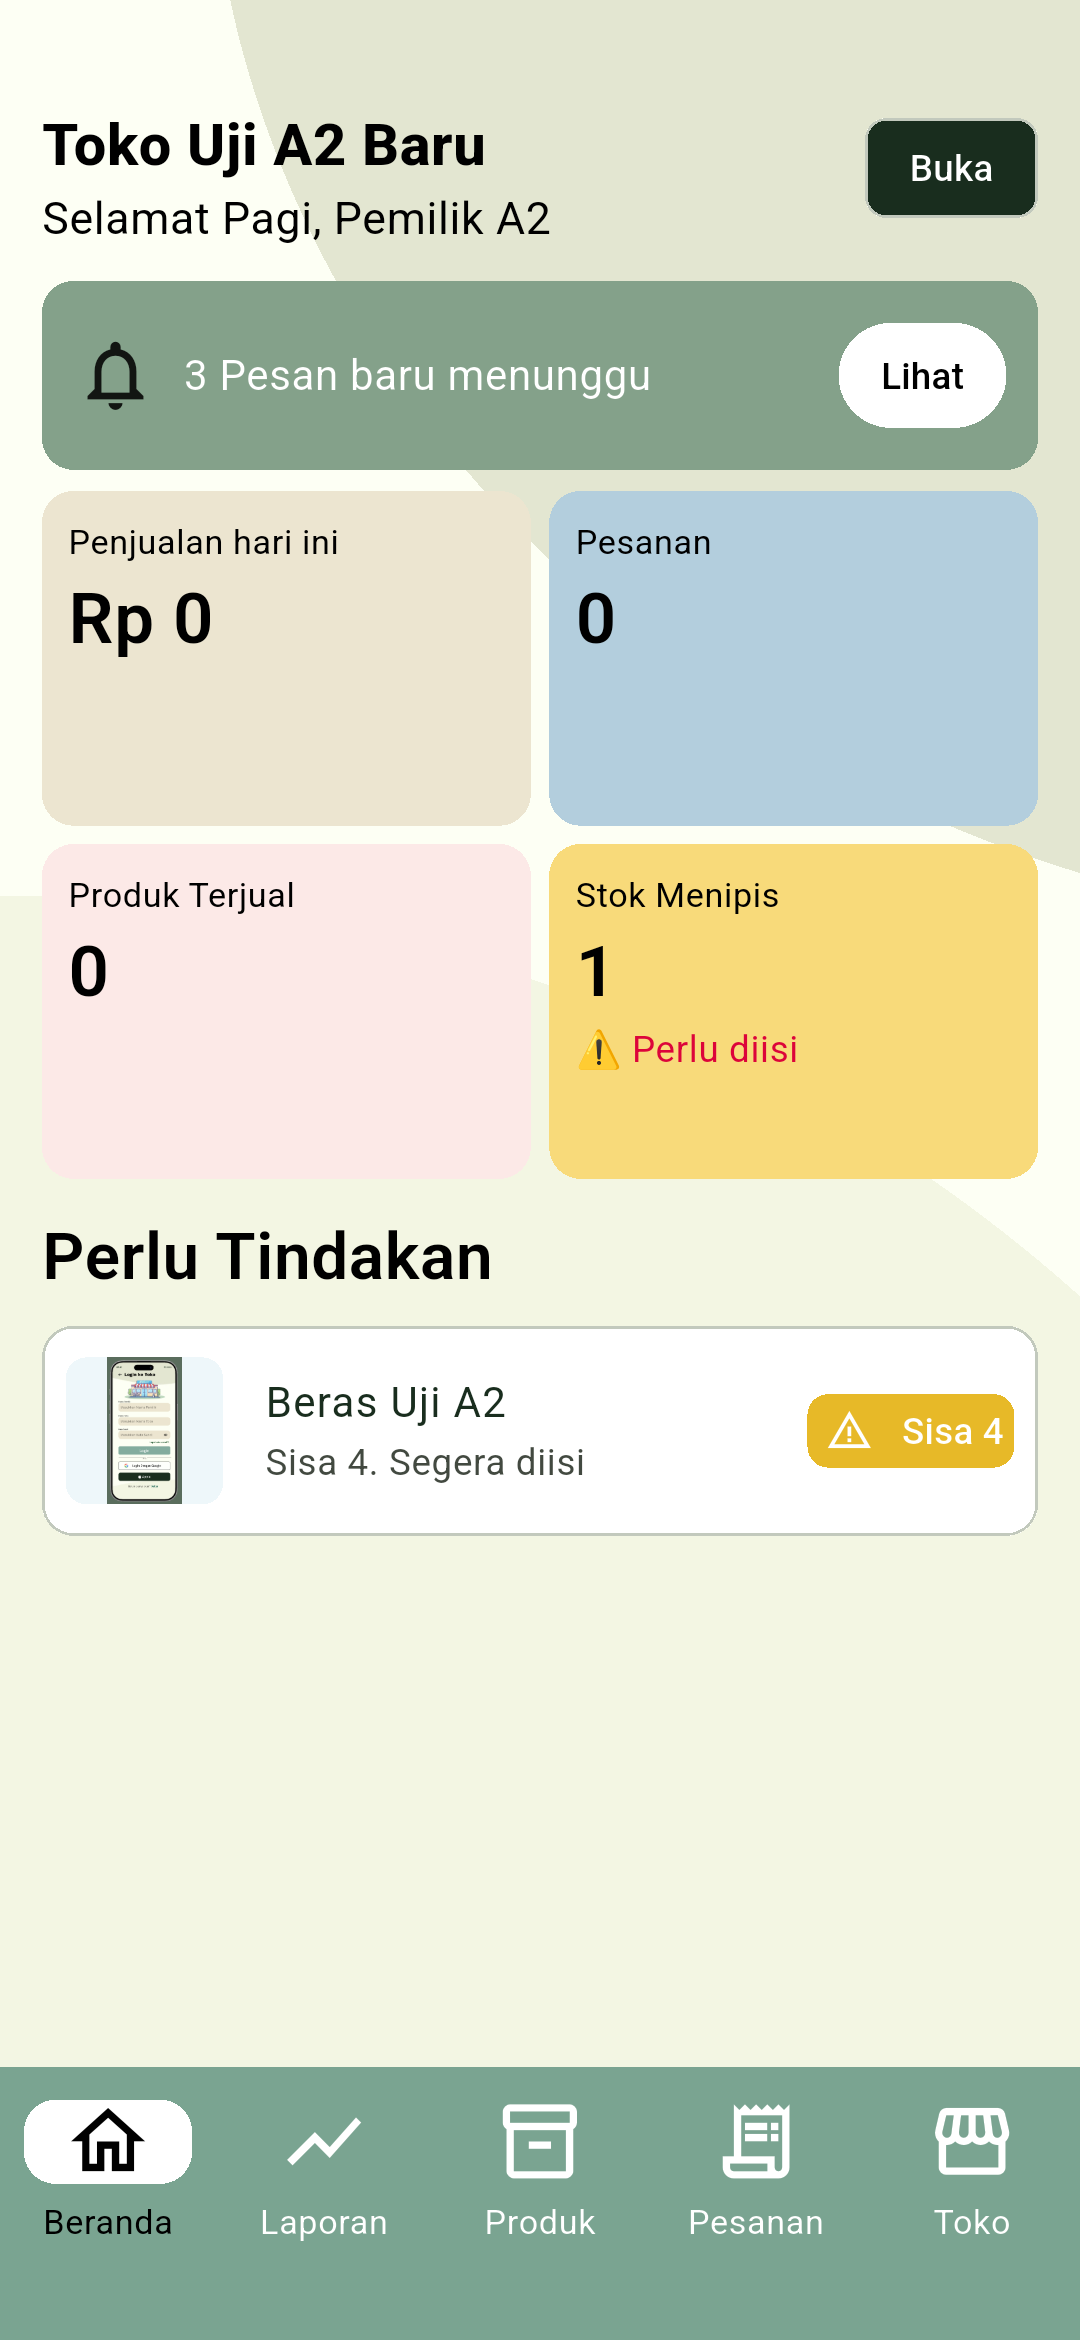 Toko Uji A2 Baru
Selamat Pagi, Pemilik A2
Buka
3 Pesan baru menunggu
Lihat
Penjualan hari ini
Rp 0
Pesanan
0
Produk Terjual
0
Stok Menipis
1
⚠️ Perlu diisi
Perlu Tindakan
Beras Uji A2
Sisa 4. Segera diisi
Sisa 4
Beranda
Laporan
Produk
Pesanan
Toko